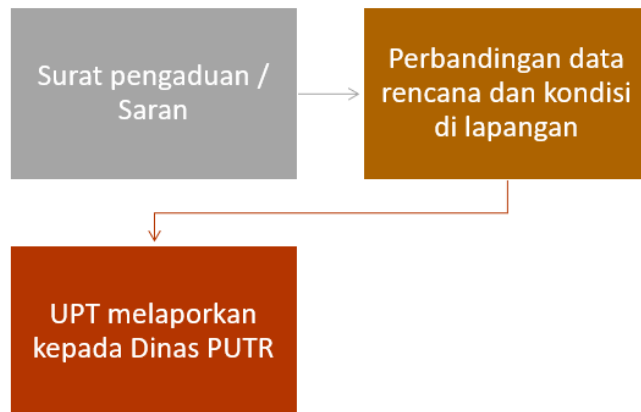 Surat pengaduan /
Saran
Perbandingan data
rencana dan kondisi
di lapangan
UPT melaporkan
kepada Dinas PUTR